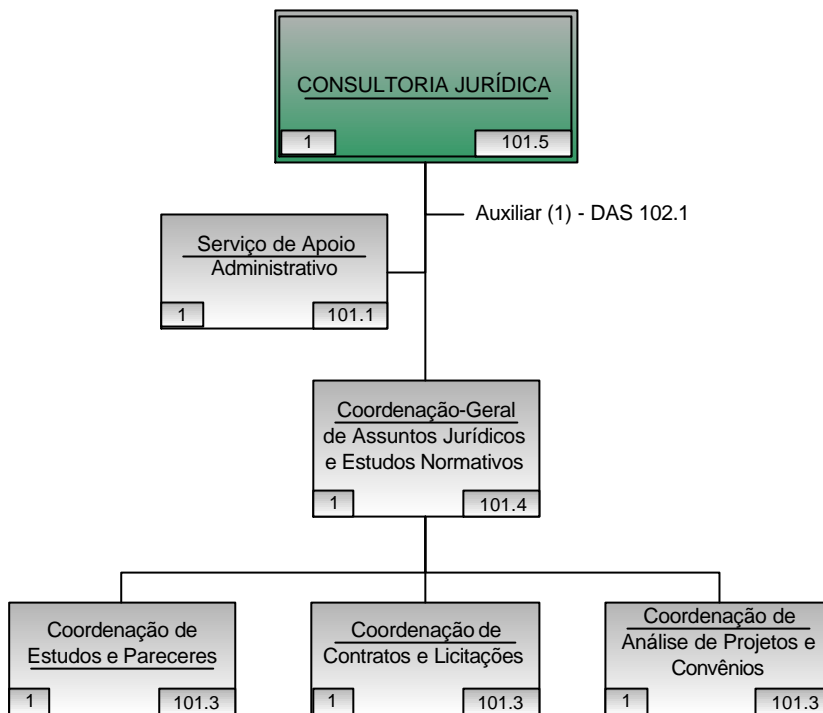 CONSULTORIA JURÍDICA
1 101.5
Auxiliar (1) - DAS 102.1
Serviço de Apoio
Administrativo
1 101.1
Coordenação-Geral
de Assuntos Jurídicos
e Estudos Normativos
1 101.4
Coordenação de
Estudos e Pareceres
1 101.3
Coordenação de
Contratos e Licitações
1 101.3
Coordenação de
Análise de Projetos e
Convênios
1 101.3